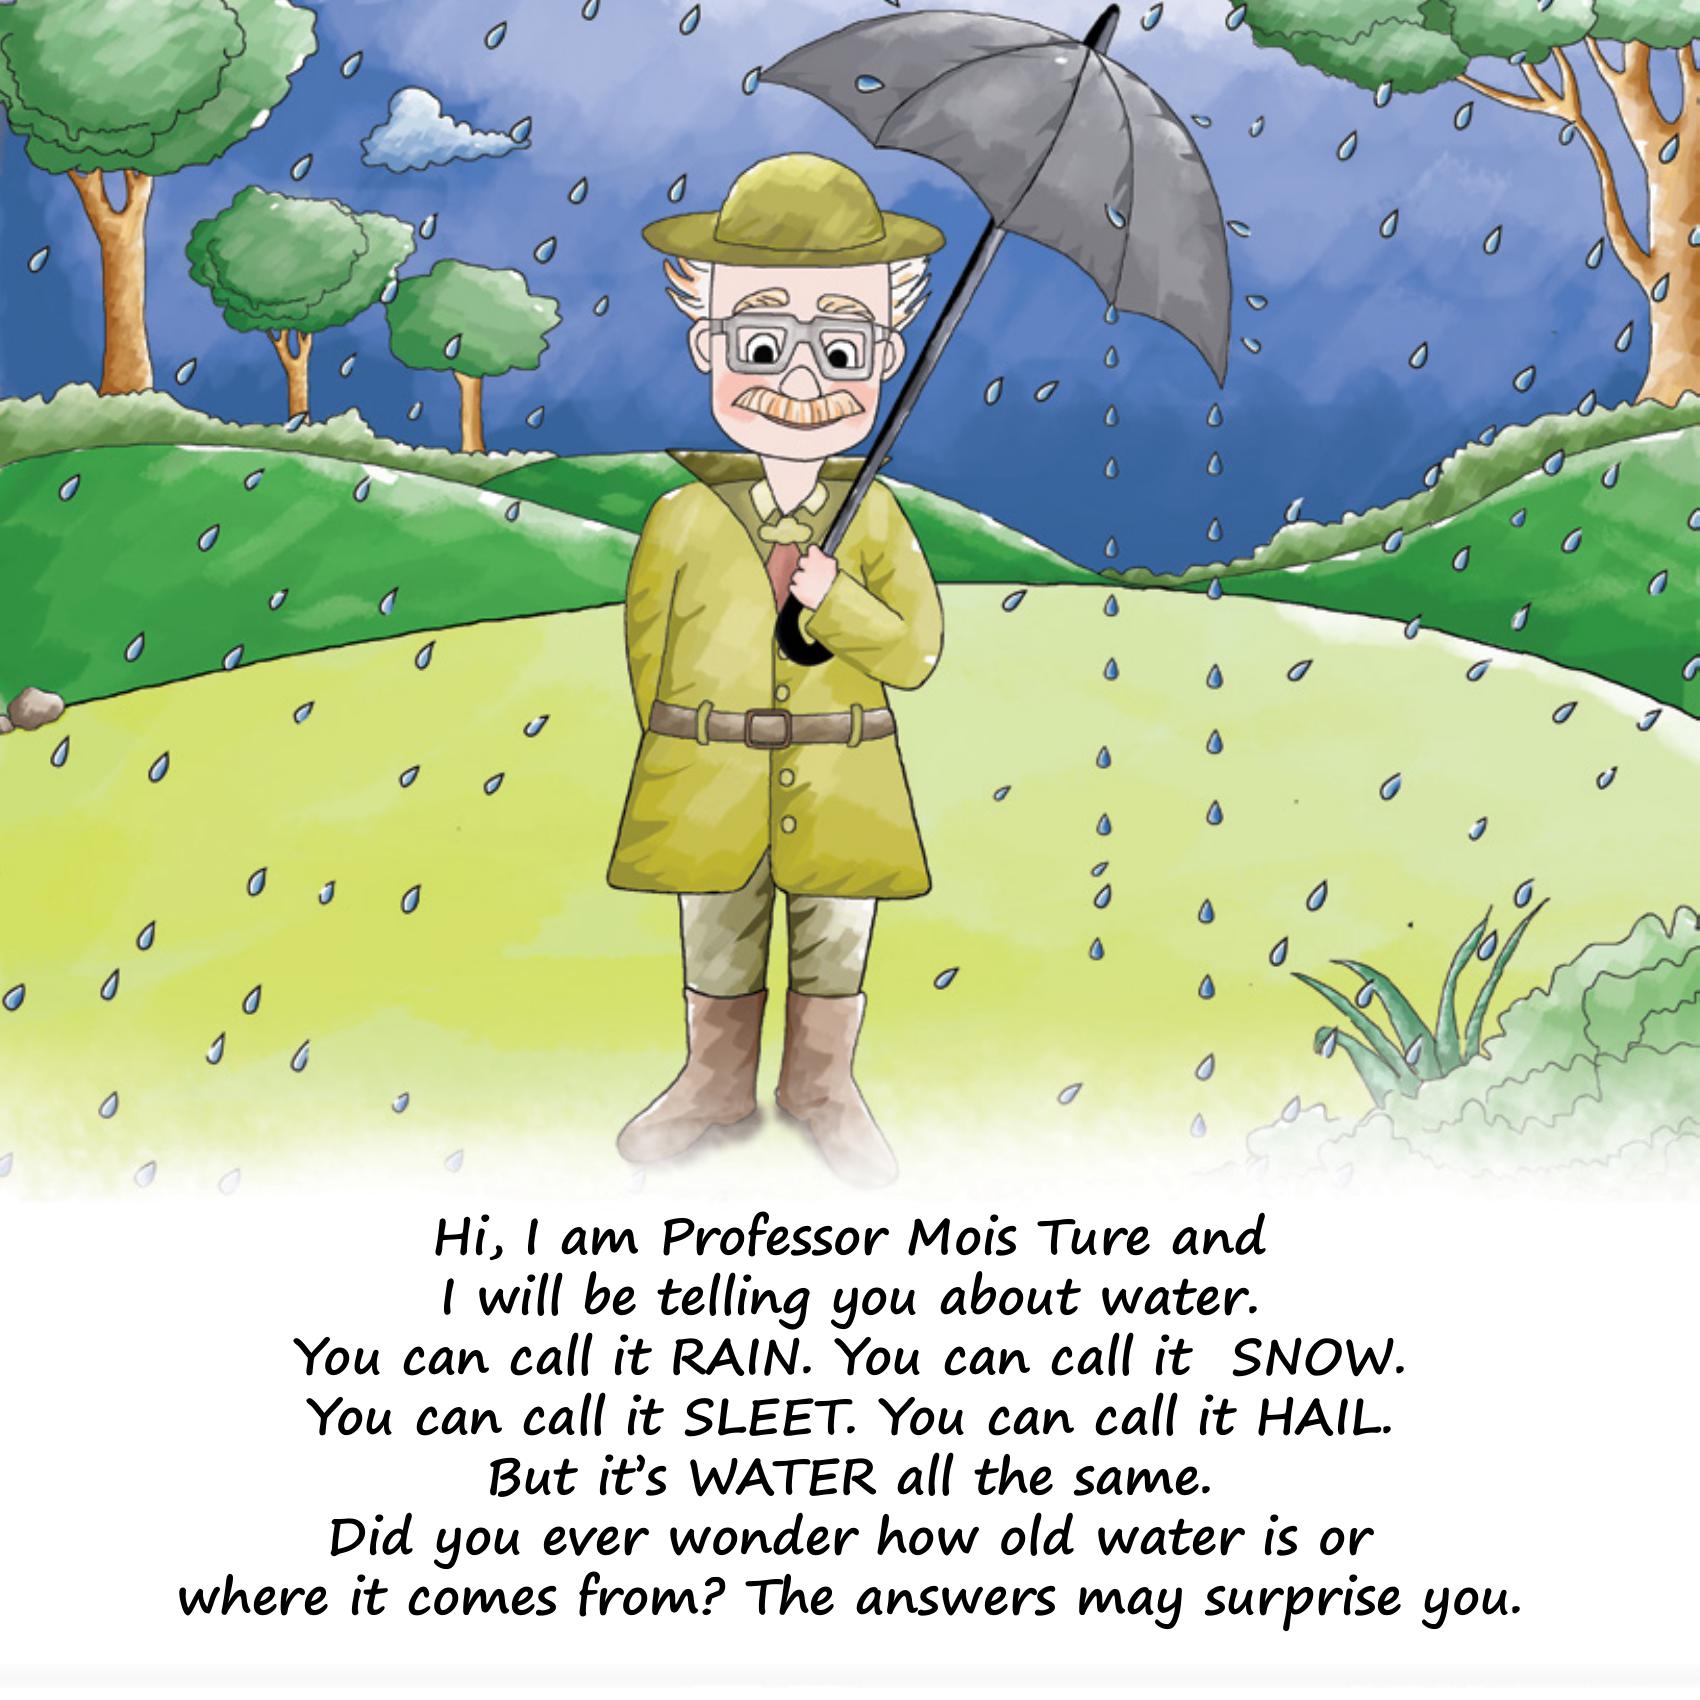 Hi, I am Professor Mois Ture and
I will be telling you about water.
You can call it RAIN. You can call it SNOW.
You can call it SLEET. You can call it HAIL.
But it's WATER all the same.
Did you ever wonder how old water is or
where it comes from? The answers may surprise you.